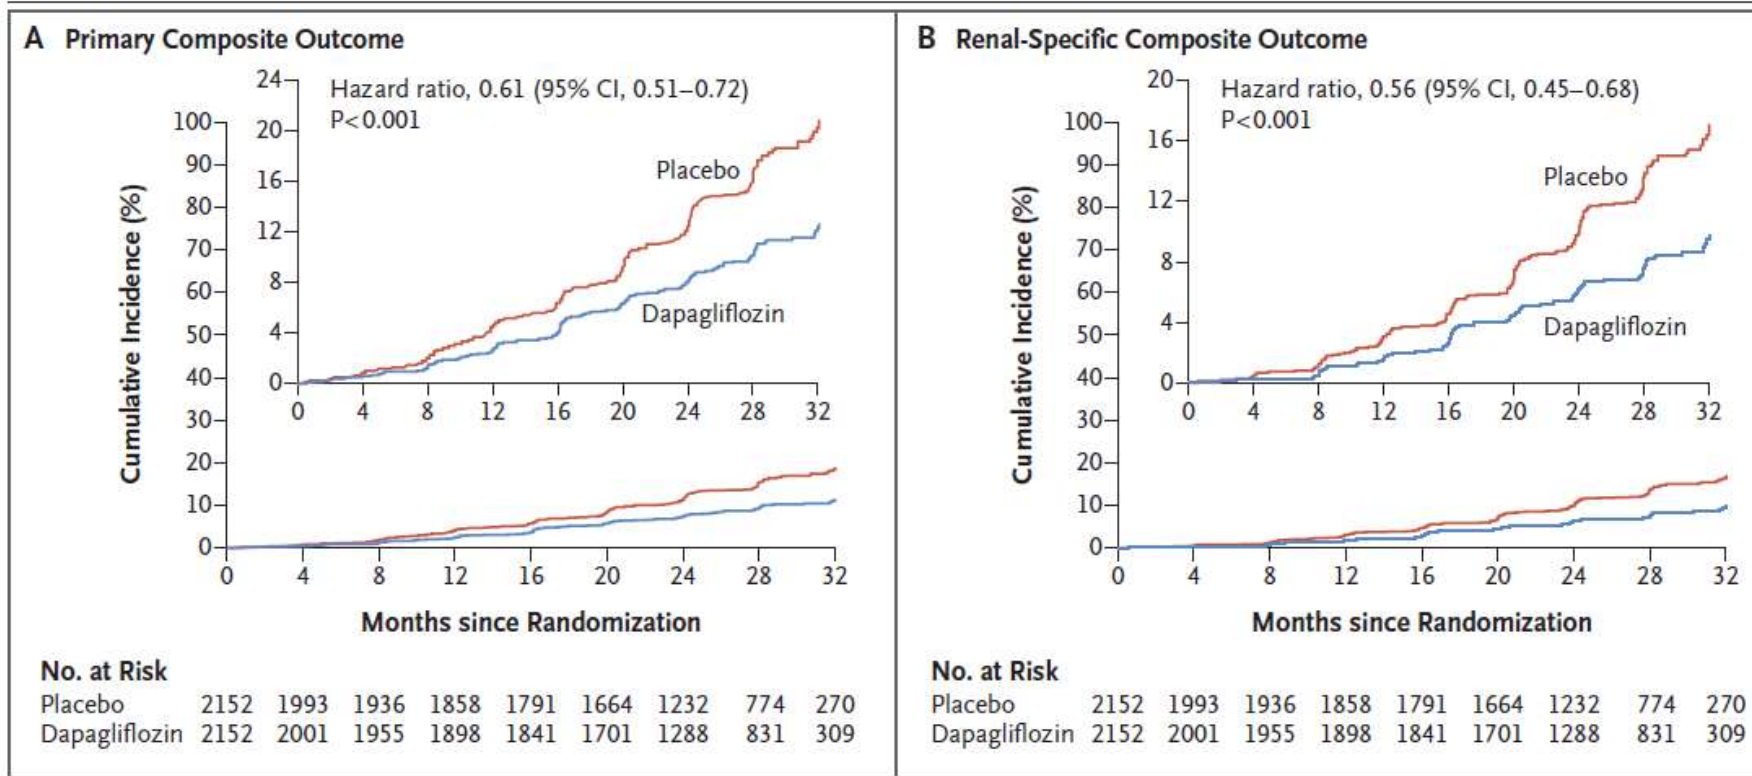 A Primary Composite Outcome
Cumulative Incidence (%)
100
90
80
70
60
50
40
30
20
10
0
0 4 8 12 16 20 24 28 32
24
20
16
12
8
4
0
0 4 8 12 16 20 24 28 32
Hazard ratio, 0.61 (95% CI, 0.51–0.72)
P<0.001
Placebo
Dapagliflozin
Months since Randomization
No. at Risk
Placebo 2152 1993 1936 1858 1791 1664 1232 774 270
Dapagliflozin 2152 2001 1955 1898 1841 1701 1288 831 309
B Renal-Specific Composite Outcome
Cumulative Incidence (%)
100
90
80
70
60
50
40
30
20
10
0
0 4 8 12 16 20 24 28 32
20
16
12
8
4
0
0 4 8 12 16 20 24 28 32
Hazard ratio, 0.56 (95% CI, 0.45–0.68)
P<0.001
Placebo
Dapagliflozin
Months since Randomization
No. at Risk
Placebo 2152 1993 1936 1858 1791 1664 1232 774 270
Dapagliflozin 2152 2001 1955 1898 1841 1701 1288 831 309